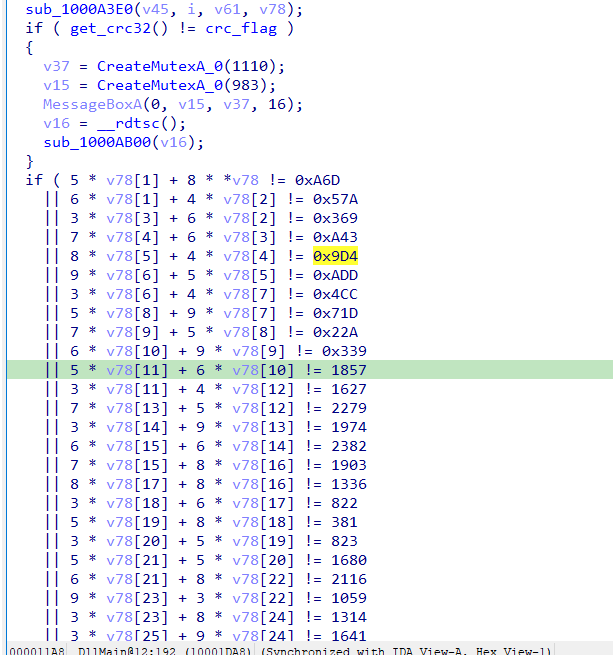 sub_1000A3E0(v45, i, v61, v78);
if ( get_crc32() != crc_flag )
{
v37 = CreateMutexA_0(1110);
v15 = CreateMutexA_0(983);
MessageBoxA(0, v15, v37, 16);
v16 = __rdtsc();
sub_1000AB00(v16);
}
if ( 5 * v78[1] + 8 * *v78 != 0xA6D
|| 6 * v78[1] + 4 * v78[2] != 0x57A
|| 3 * v78[3] + 6 * v78[2] != 0x369
|| 7 * v78[4] + 6 * v78[3] != 0xA43
|| 8 * v78[5] + 4 * v78[4] != 0x9D4
|| 9 * v78[6] + 5 * v78[5] != 0xADD
|| 3 * v78[6] + 4 * v78[7] != 0x4CC
|| 5 * v78[8] + 9 * v78[7] != 0x71D
|| 7 * v78[9] + 5 * v78[8] != 0x22A
|| 6 * v78[10] + 9 * v78[9] != 0x339
|| 5 * v78[11] + 6 * v78[10] != 1857
|| 3 * v78[11] + 4 * v78[12] != 1627
|| 7 * v78[13] + 5 * v78[12] != 2279
|| 3 * v78[14] + 9 * v78[13] != 1974
|| 6 * v78[15] + 6 * v78[14] != 2382
|| 7 * v78[15] + 8 * v78[16] != 1903
|| 8 * v78[17] + 8 * v78[16] != 1336
|| 3 * v78[18] + 6 * v78[17] != 822
|| 5 * v78[19] + 8 * v78[18] != 381
|| 3 * v78[20] + 5 * v78[19] != 823
|| 5 * v78[21] + 5 * v78[20] != 1680
|| 6 * v78[21] + 8 * v78[22] != 2116
|| 9 * v78[23] + 3 * v78[22] != 1059
|| 3 * v78[23] + 8 * v78[24] != 1314
|| 3 * v78[25] + 9 * v78[24] != 1641
000011A8 DllMain@12:192 (10001DA8) (Synchronized with IDA View-A, Hex View-1)